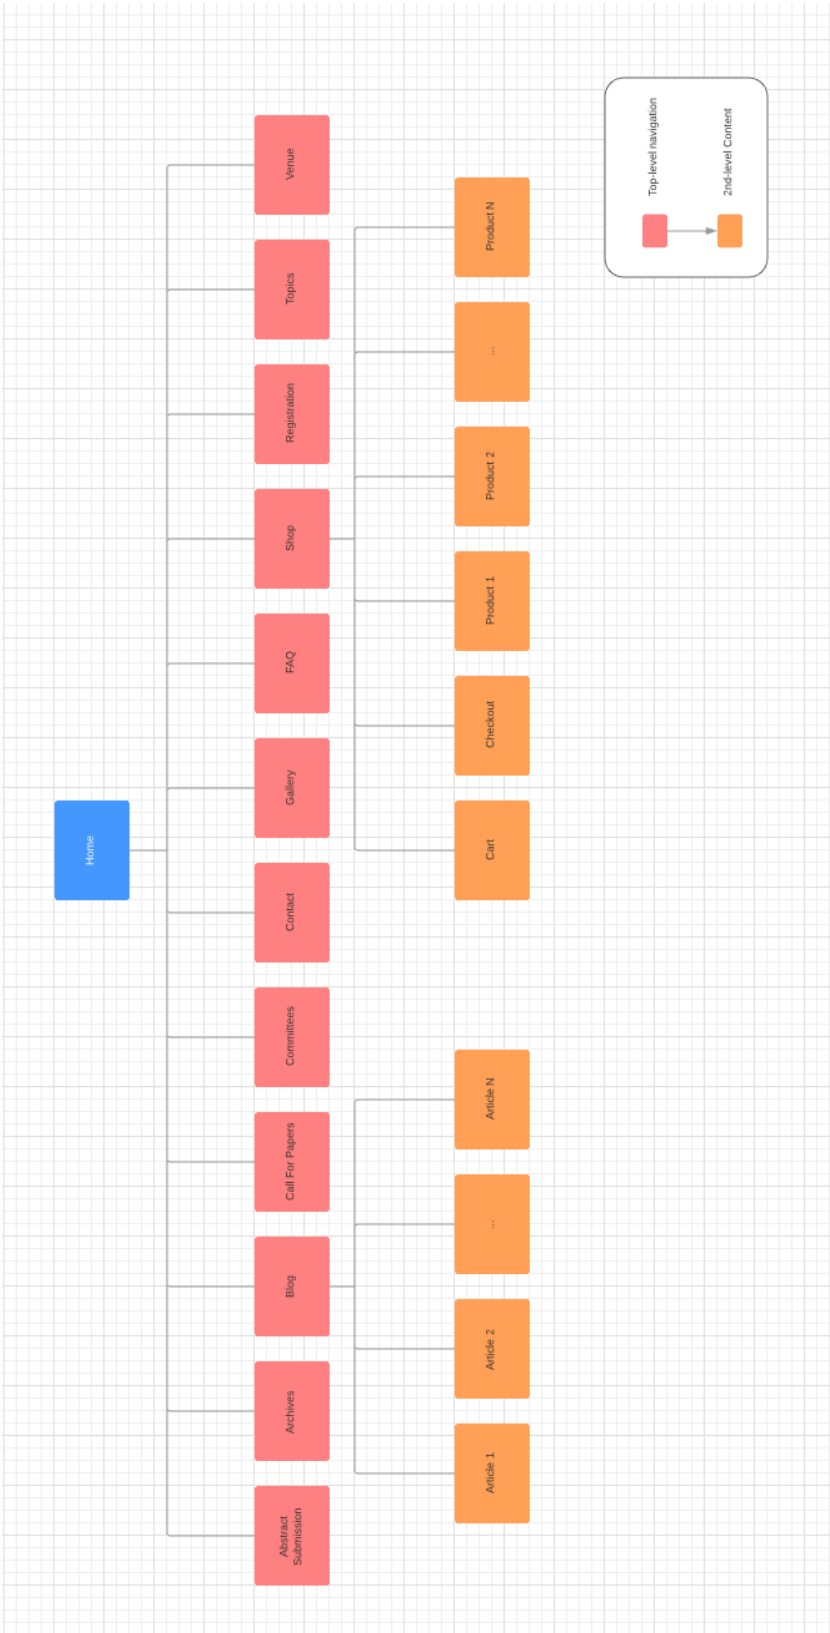 Home
Abstract
Submission
Archives
Blog
Call For Papers
Committees
Contact
Gallery
FAQ
Shop
Registration
Topics
Venue
Article 1
Article 2
...
Article N
Cart
Checkout
Product 1
Product 2
...
Product N
Top-level navigation
2nd-level Content